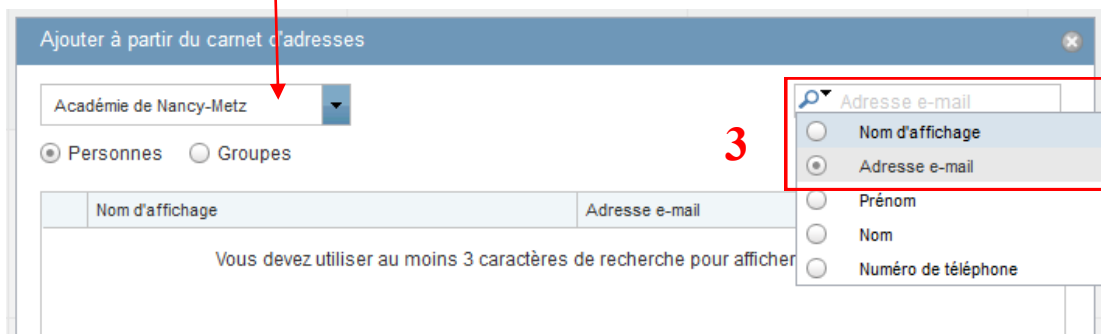 Ajouter à partir du carnet d'adresses
Académie de Nancy-Metz
Adresse e-mail
Personnes Groupes
3
Nom d'affichage
Adresse e-mail
Prénom
Nom
Numéro de téléphone
Nom d'affichage Adresse e-mail
Vous devez utiliser au moins 3 caractères de recherche pour afficher